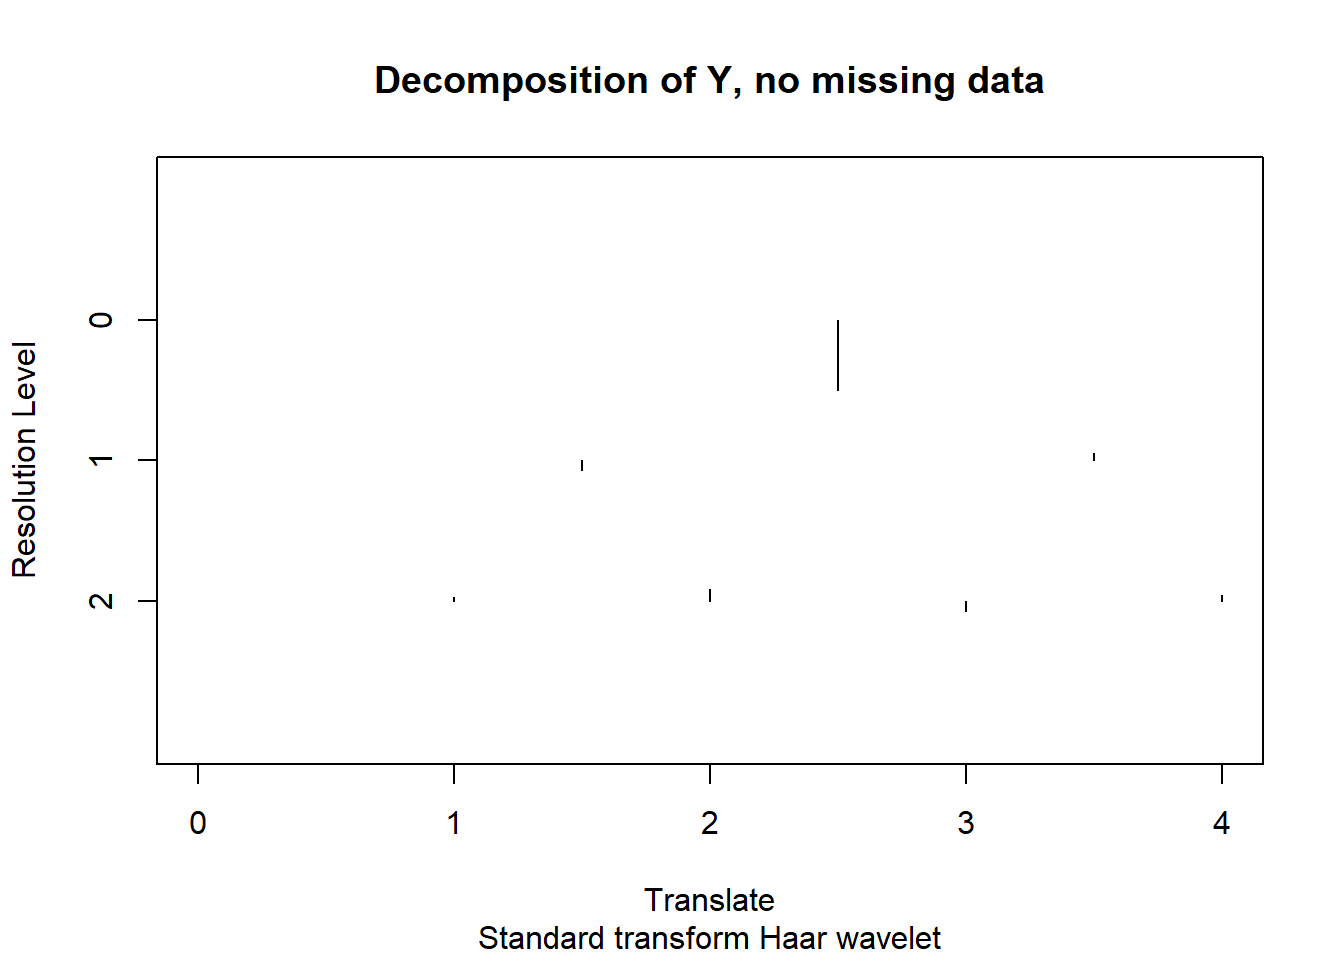 Decomposition of Y, no missing data
Resolution Level
0
1
2
0 1 2 3 4
Translate
Standard transform Haar wavelet